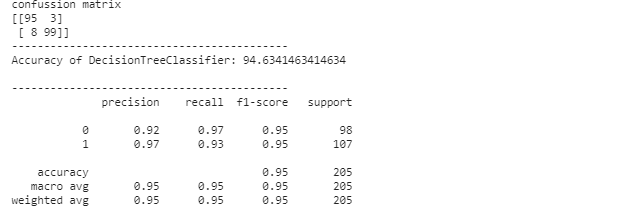 confussion matrix
[[95  3]
 [ 8 99]]
-------------------------------------------
Accuracy of DecisionTreeClassifier: 94.6341463414634

-------------------------------------------
              precision    recall  f1-score   support

           0       0.92      0.97      0.95        98
           1       0.97      0.93      0.95       107

    accuracy                           0.95       205
   macro avg       0.95      0.95      0.95       205
weighted avg       0.95      0.95      0.95       205